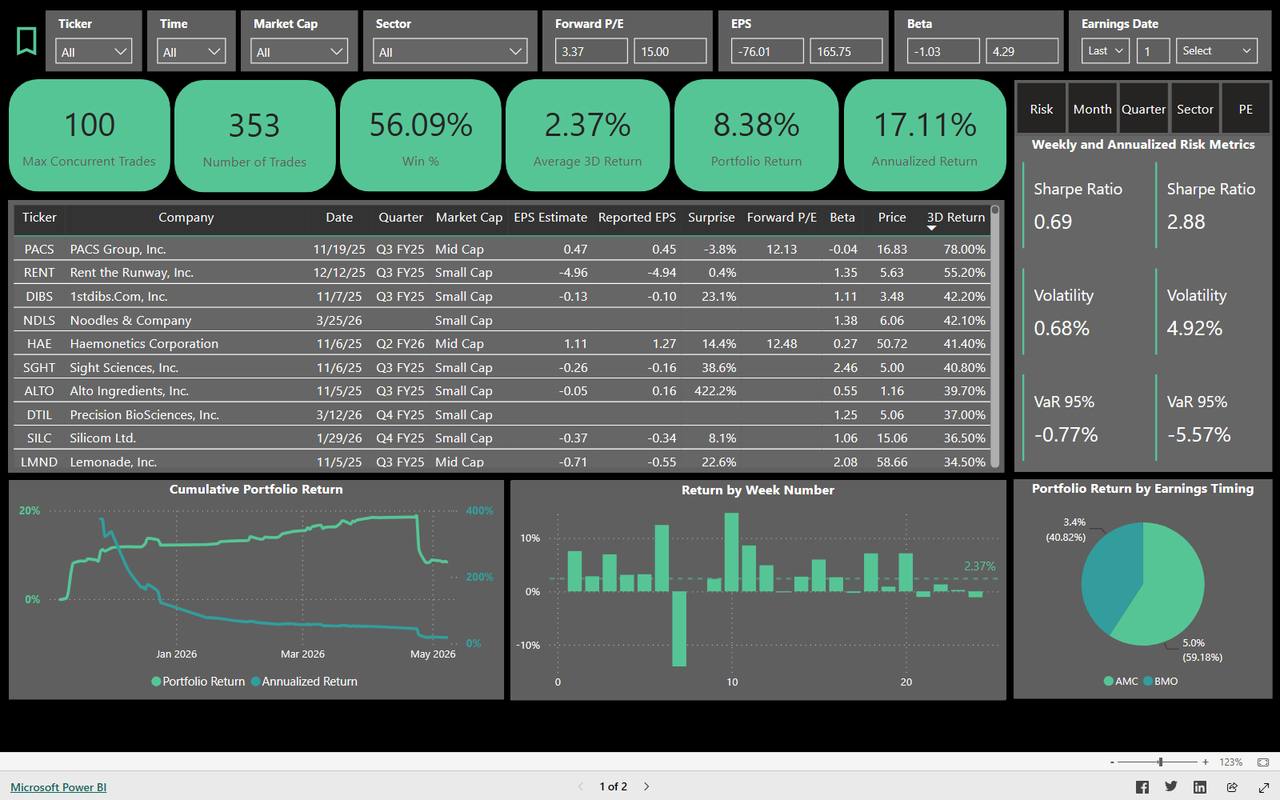 Ticker Time Market Cap Sector Forward P/E EPS Beta Earnings Date
All All All All 3.37 15.00 -76.01 165.75 -1.03 4.29 Last 1 Select
100 353 56.09% 2.37% 8.38% 17.11%
Max Concurrent Trades Number of Trades Win % Average 3D Return Portfolio Return Annualized Return
Risk Month Quarter Sector PE
Weekly and Annualized Risk Metrics
Sharpe Ratio Sharpe Ratio
0.69 2.88
Volatility Volatility
0.68% 4.92%
VaR 95% VaR 95%
-0.77% -5.57%
Ticker Company Date Quarter Market Cap EPS Estimate Reported EPS Surprise Forward P/E Beta Price 3D Return
PACS PACS Group, Inc. 11/19/25 Q3 FY25 Mid Cap 0.47 0.45 -3.8% 12.13 -0.04 16.83 78.00%
RENT Rent the Runway, Inc. 12/12/25 Q3 FY25 Small Cap -4.96 -4.94 0.4% 1.35 5.63 55.20%
DIBS 1stdibs.Com, Inc. 11/7/25 Q3 FY25 Small Cap -0.13 -0.10 23.1% 1.11 3.48 42.20%
NDLS Noodles & Company 3/25/26 Small Cap 1.38 6.06 42.10%
HAE Haemonetics Corporation 11/6/25 Q2 FY26 Mid Cap 1.11 1.27 14.4% 12.48 0.27 50.72 41.40%
SGHT Sight Sciences, Inc. 11/6/25 Q3 FY25 Small Cap -0.26 -0.16 38.6% 2.46 5.00 40.80%
ALTO Alto Ingredients, Inc. 11/5/25 Q3 FY25 Small Cap -0.05 0.16 422.2% 0.55 1.16 39.70%
DTIL Precision BioSciences, Inc. 3/12/26 Q4 FY25 Small Cap 1.25 5.06 37.00%
SILC Silicom Ltd. 1/29/26 Q4 FY25 Small Cap -0.37 -0.34 8.1% 1.06 15.06 36.50%
LMND Lemonade, Inc. 11/5/25 Q3 FY25 Mid Cap -0.71 -0.55 22.6% 2.08 58.66 34.50%
Cumulative Portfolio Return
20% 400%
200%
0%
0%
Jan 2026 Mar 2026 May 2026
Portfolio Return Annualized Return
Return by Week Number
10%
2.37%
0%
-10%
0 10 20
Portfolio Return by Earnings Timing
3.4%
(40.82%)
5.0%
(59.18%)
AMC BMO
- + 123%
Microsoft Power BI 1 of 2